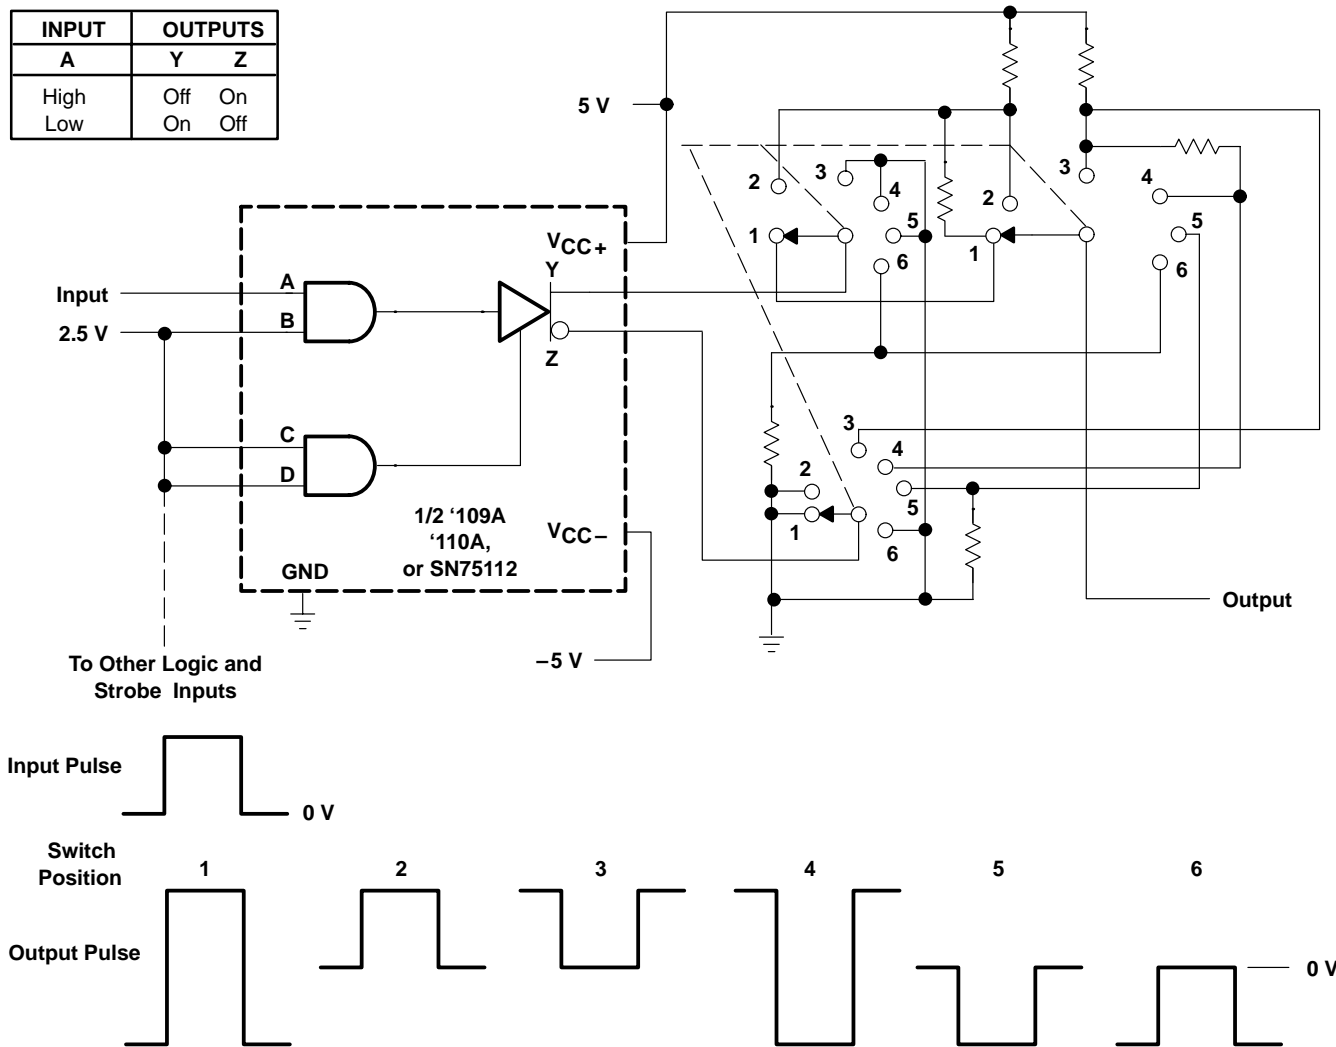 INPUT OUTPUTS
A Y Z
High Off On
Low On Off
5 V
2 3 4 5 6 1
2 1 3 4 5 6
VCC+
Y
Input A
2.5 V B
Z
C
D
3 4 2 5 1 6
1/2 ‘109A
‘110A,
or SN75112
VCC–
GND
Output
–5 V
To Other Logic and
Strobe Inputs
Input Pulse
0 V
Switch
Position
1 2 3 4 5 6
Output Pulse
0 V